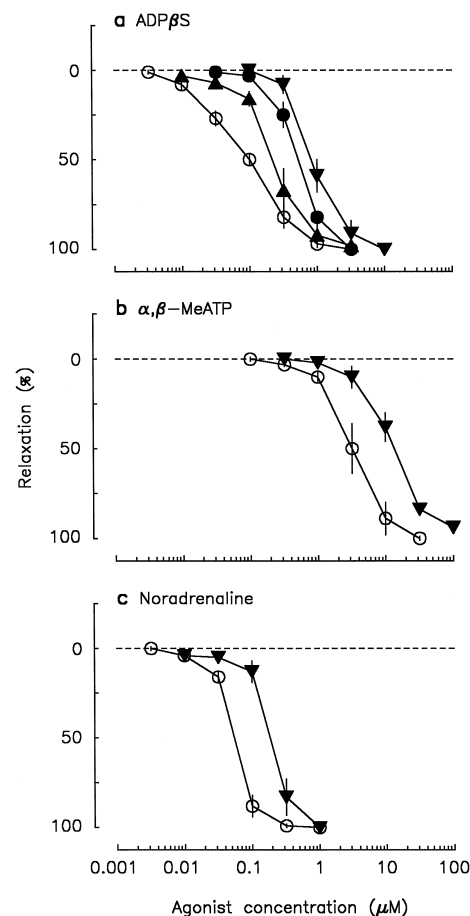 a ADPβS
0
50
100
b α,β−MeATP
0
50
100
Relaxation (%)
c Noradrenaline
0
50
100
0.001 0.01 0.1 1 10 100
Agonist concentration (μM)